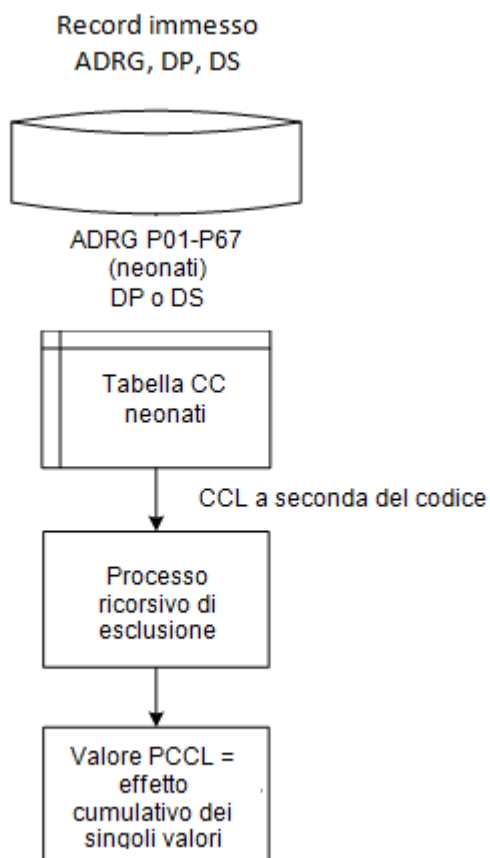 Record immesso
ADRG, DP, DS
ADRG P01-P67
(neonati)
DP o DS
Tabella CC
neonati
CCL a seconda del codice
Processo
ricorsivo di
esclusione
Valore PCCL =
effetto
cumulativo dei
singoli valori